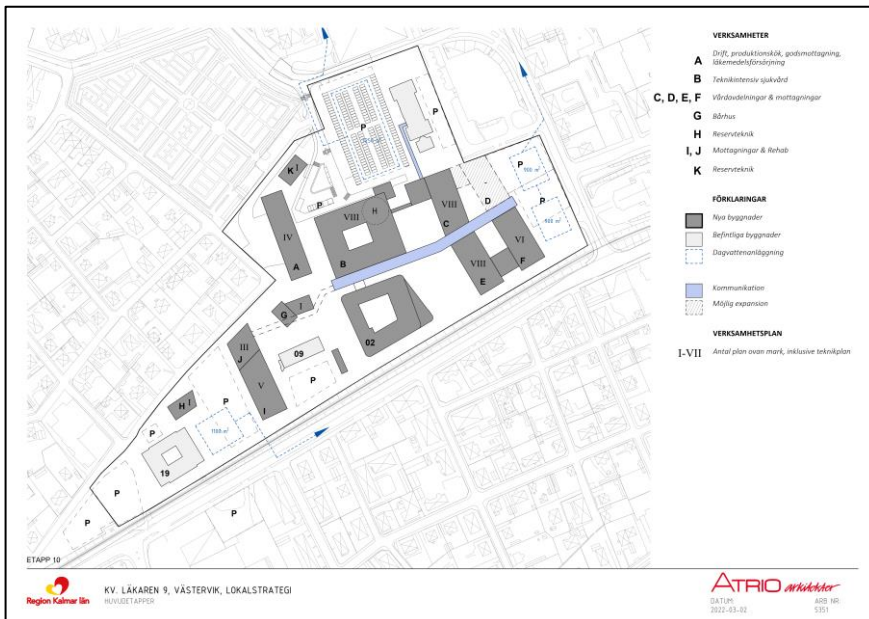 VERKSAMHETER
A Drift, produktionskök, godsmottagning,
läkemedelsförsörjning
B Teknikintensiv sjukvård
C, D, E, F Vårdavdelningar & mottagningar
G Bårhus
H Reservteknik
I, J Mottagningar & Rehab
K Reservteknik
FÖRKLARINGAR
Nya byggnader
Befintliga byggnader
Dagvattenanläggning
Kommunikation
Möjlig expansion
VERKSAMHETSPLAN
I-VII Antal plan ovan mark, inklusive teknikplan
P
P
K I
P
P
P
VIII
H
VIII
C
D
IV
A
B
VI
F
VIII
E
I
G
02
III
J
09
V
I
P
H I
P
P
19
P
P
P
ETAPP 10
Region Kalmar län
KV. LÄKAREN 9, VÄSTERVIK, LOKALSTRATEGI
HUVUDETAPPER
ATRIO arkitekter
DATUM
2022-03-02
ARB NR
5351